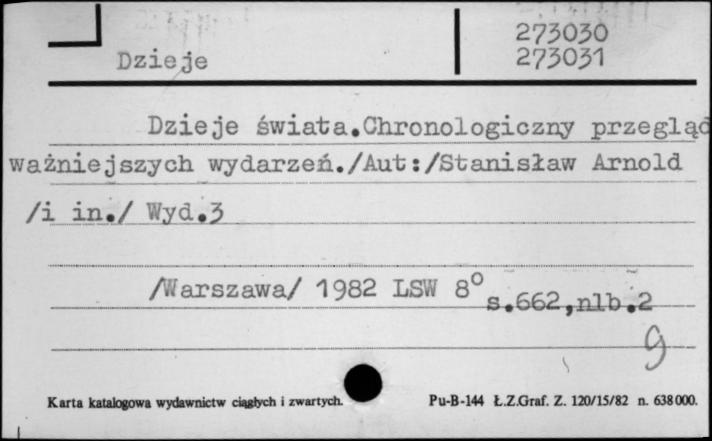 273030
Dzieje 273031
Dzieje świata.Chronologiczny przegląd
ważniejszych wydarzeń./Aut:/Stanisław Arnold
/i in./ Wyd.3
/Warszawa/ 1982 LSW 8° s.662,nlb.2
9
Karta katalogowa wydawnictw ciągłych i zwartych. Pu-B-144 Ł.Z.Graf. Z. 120/15/82 n. 638000.